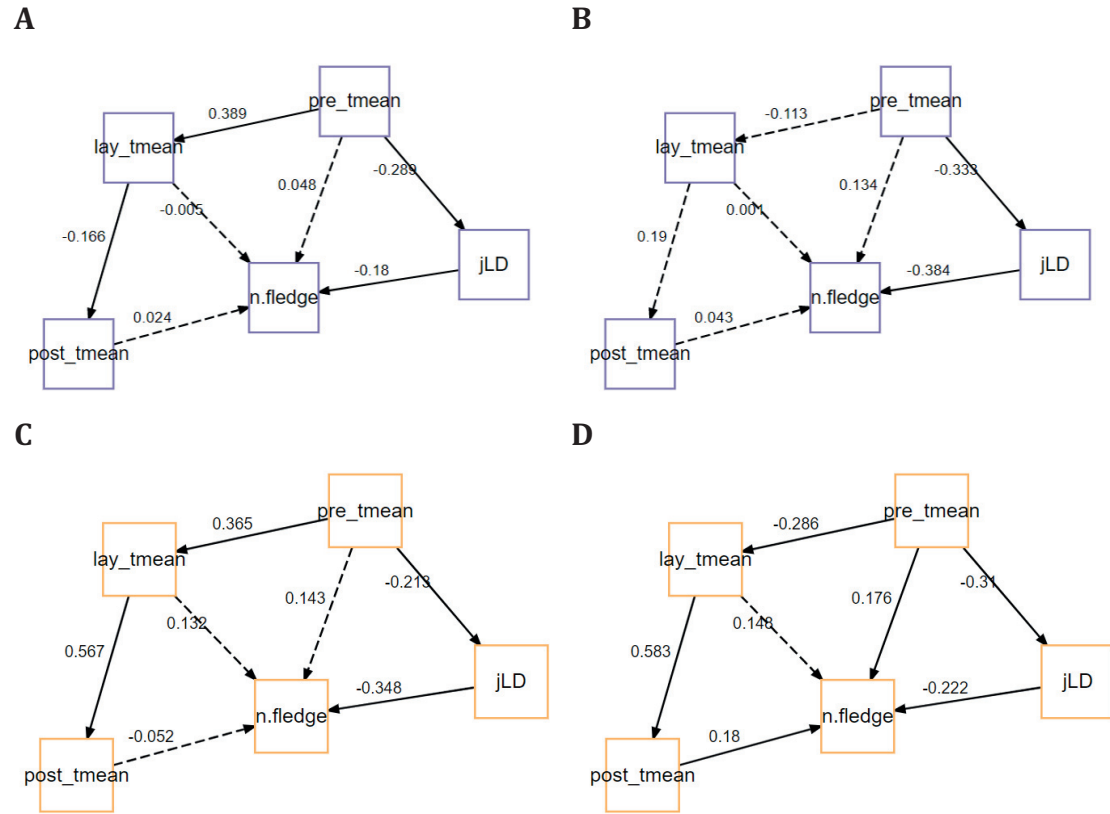 A
pre_tmean
0.389
lay_tmean
0.048
-0.289
-0.005
-0.166
jLD
-0.18
n.fledge
0.024
post_tmean
B
pre_tmean
-0.113
lay_tmean
0.134
-0.333
0.001
0.19
jLD
-0.384
n.fledge
0.043
post_tmean
C
pre_tmean
0.365
lay_tmean
-0.213
0.143
0.132
0.567
jLD
-0.348
n.fledge
-0.052
post_tmean
D
pre_tmean
-0.286
lay_tmean
-0.31
0.176
0.148
0.583
jLD
-0.222
n.fledge
0.18
post_tmean